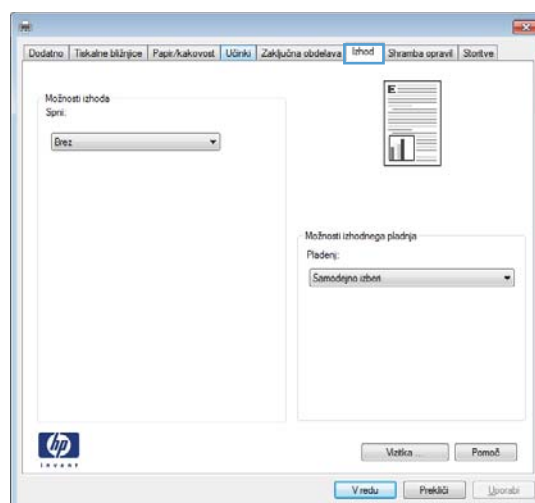 Dodatno Tiskalne bližnjice Papir/kakovost Učinki Zaključna obdelava Izhod Shramba opravil Storitve
Možnosti izhoda
Spni:
Brez
E
Možnosti izhodnega pladnja
Pladenj:
Samodejno izberi
hp
invent
Vizitka ... Pomoč
V redu Prekliči Uporabi